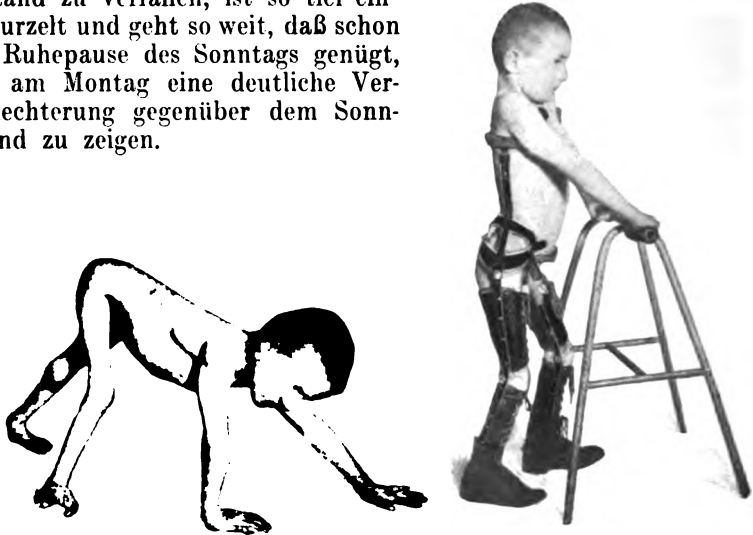 zu verfallen, ist so tief ein-
urzelt und geht so weit, daß schon
Ruhepause des Sonntags genügt,
am Montag eine deutliche Ver-
echterung gegenüber dem Sonn-
nd zu zeigen.